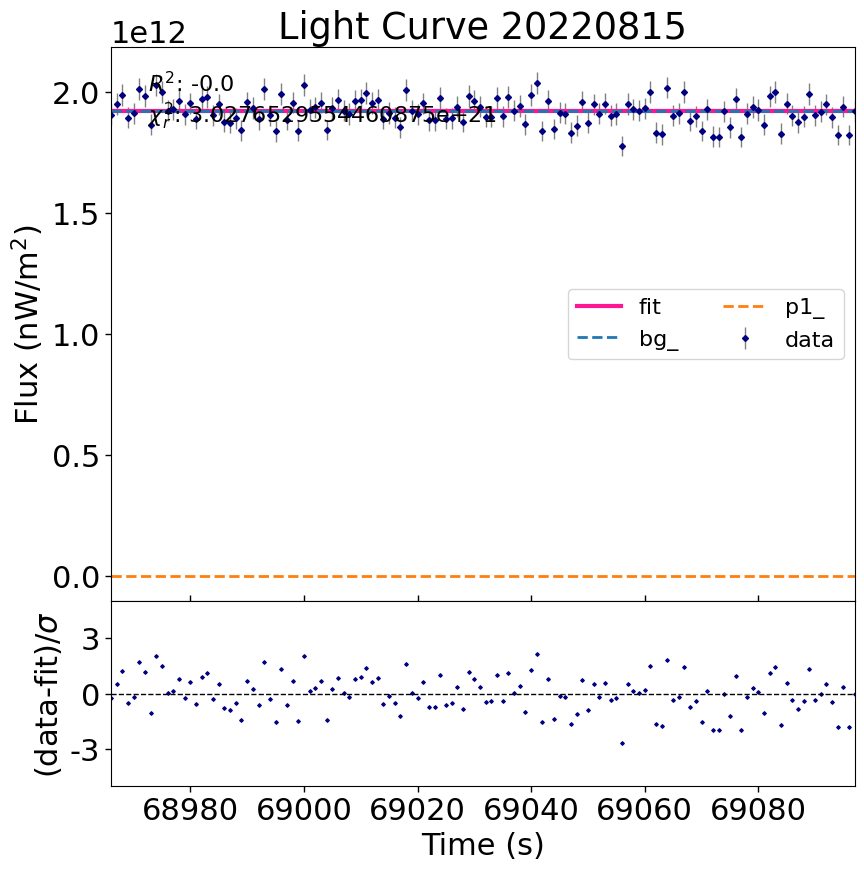 Light Curve 20220815
1e12
R²: -0.0
2.0
1.5
1.0
0.5
0.0
Flux (nW/m²)
fit
p1_
bg_
data
3
0
-3
(data-fit)/σ
68980 69000 69020 69040 69060 69080
Time (s)